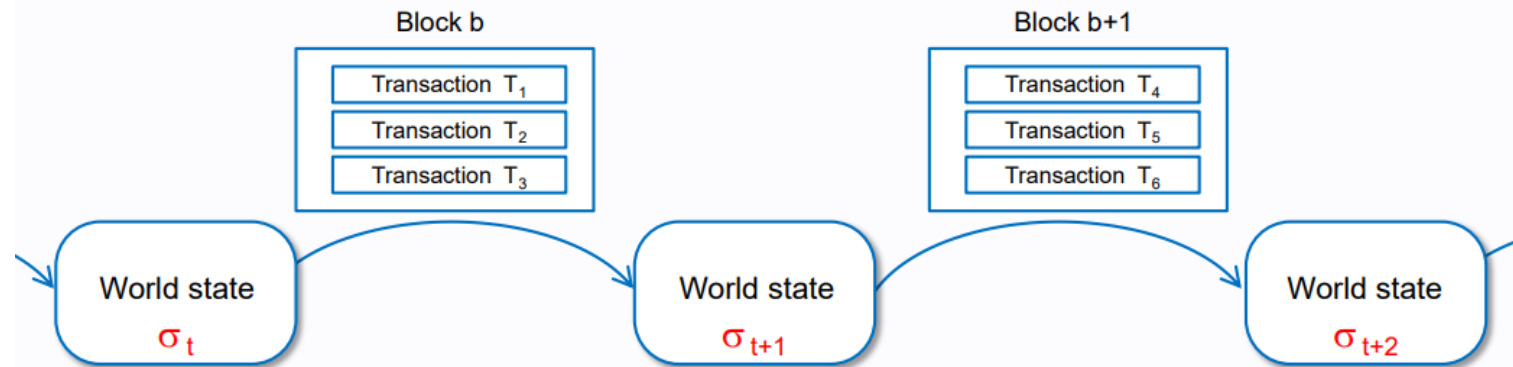 Block b
Transaction T₁
Transaction T₂
Transaction T₃
Block b+1
Transaction T₄
Transaction T₅
Transaction T₆
World state
σ t
World state
σ t+1
World state
σ t+2